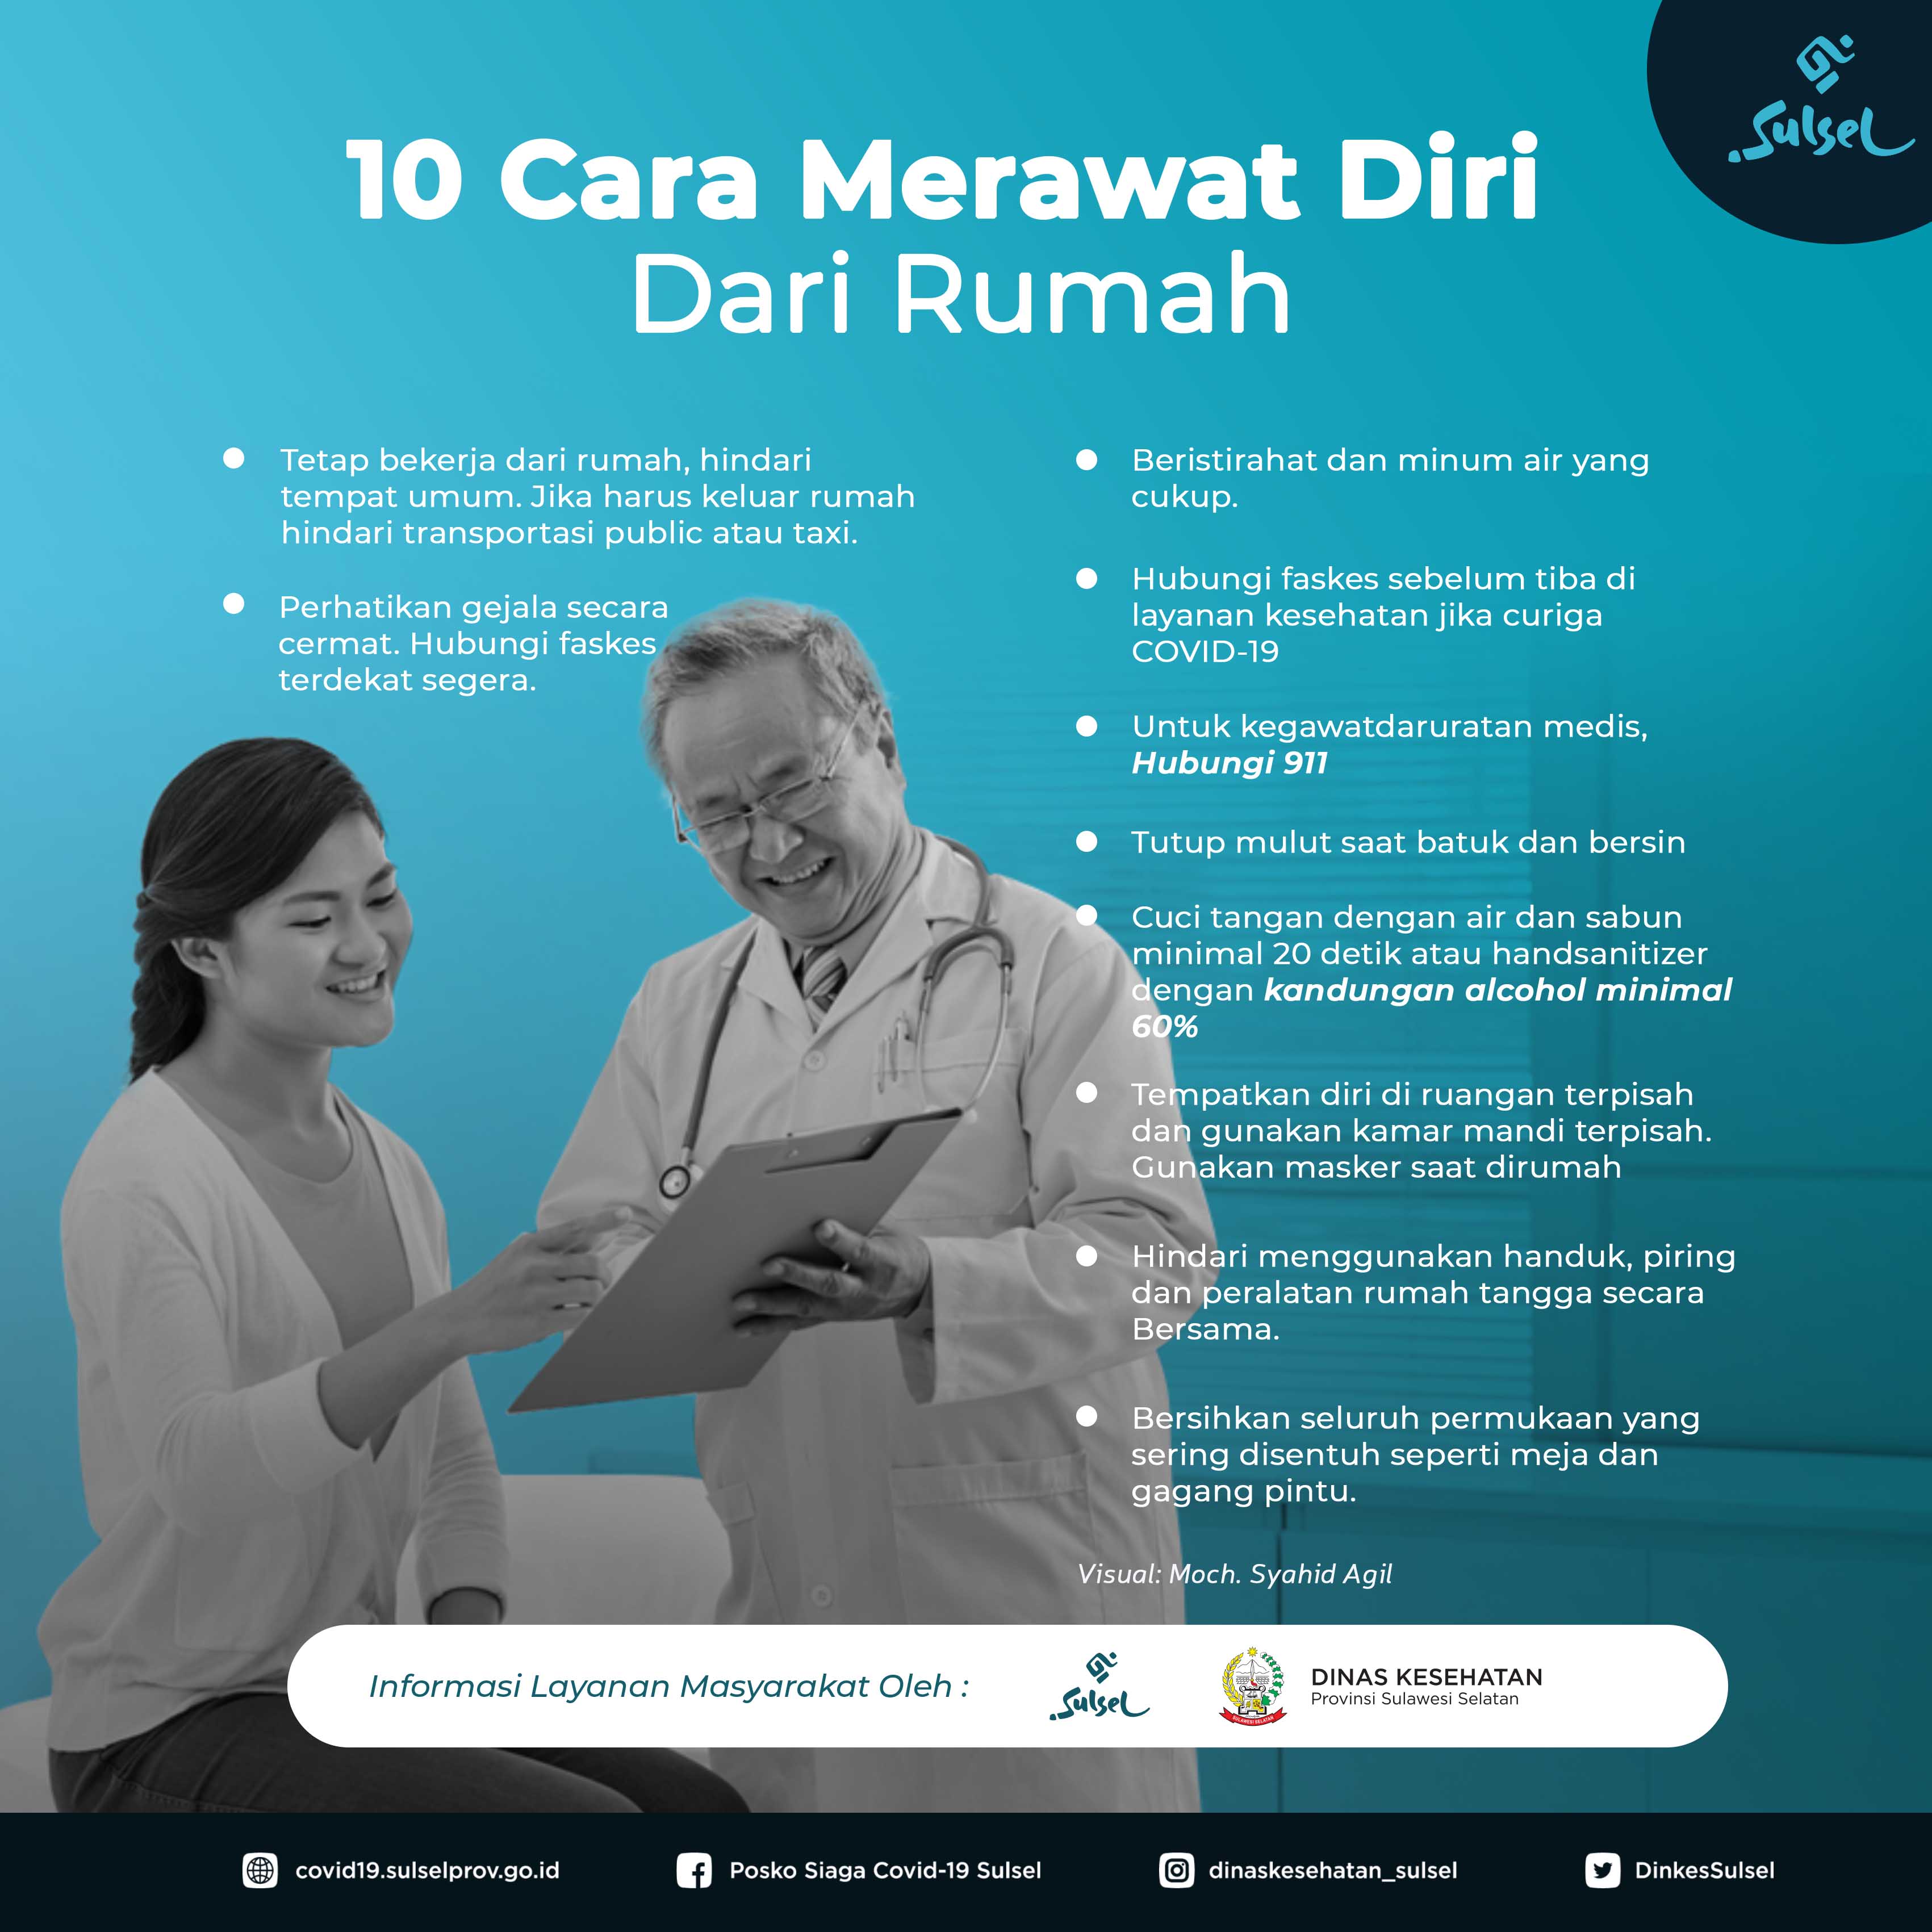 .Sulsel
10 Cara Merawat Diri
Dari Rumah
Tetap bekerja dari rumah, hindari
tempat umum. Jika harus keluar rumah
hindari transportasi public atau taxi.
Perhatikan gejala secara
cermat. Hubungi faskes
terdekat segera.
Beristirahat dan minum air yang
cukup.
Hubungi faskes sebelum tiba di
layanan kesehatan jika curiga
COVID-19
Untuk kegawatdaruratan medis,
Hubungi 911
Tutup mulut saat batuk dan bersin
Cuci tangan dengan air dan sabun
minimal 20 detik atau handsanitizer
dengan kandungan alcohol minimal
60%
Tempatkan diri di ruangan terpisah
dan gunakan kamar mandi terpisah.
Gunakan masker saat dirumah
Hindari menggunakan handuk, piring
dan peralatan rumah tangga secara
Bersama.
Bersihkan seluruh permukaan yang
sering disentuh seperti meja dan
gagang pintu.
Visual: Moch. Syahid Agil
Informasi Layanan Masyarakat Oleh :
.Sulsel
SULAWESI SELATAN
DINAS KESEHATAN
Provinsi Sulawesi Selatan
covid19.sulselprov.go.id
Posko Siaga Covid-19 Sulsel
dinaskesehatan_sulsel
DinkesSulsel